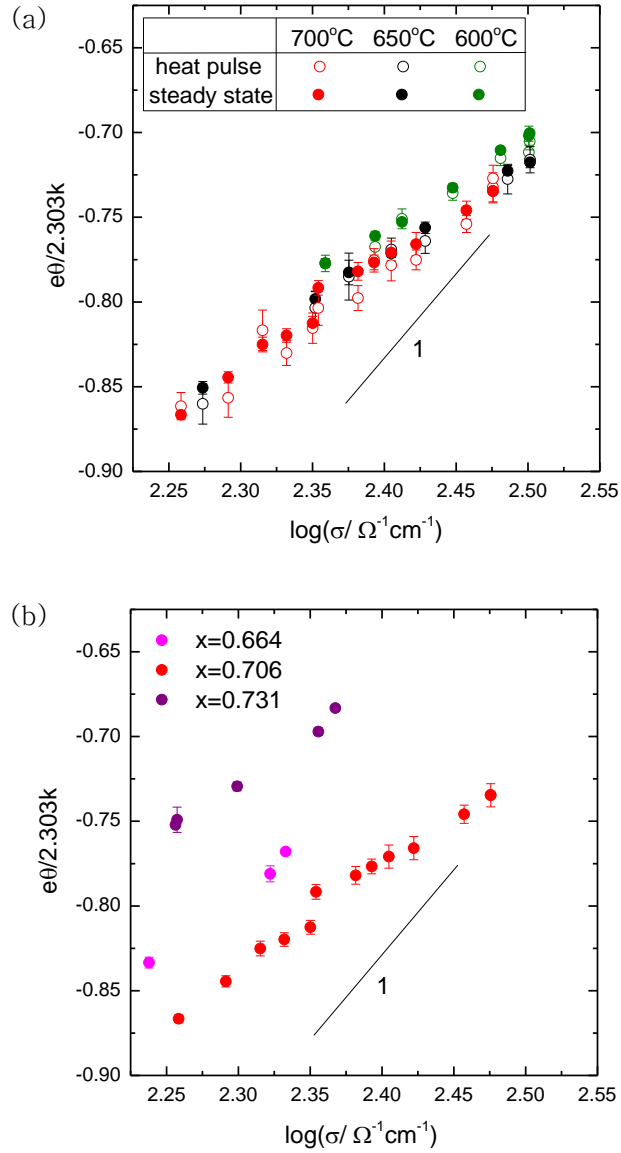 (a)
700°C 650°C 600°C
heat pulse
steady state
-0.65
-0.70
-0.75
-0.80
-0.85
-0.90
eθ/2.303k
1
2.25 2.30 2.35 2.40 2.45 2.50 2.55
log(σ/ Ω⁻¹cm⁻¹)
(b)
x=0.664
x=0.706
x=0.731
-0.65
-0.70
-0.75
-0.80
-0.85
-0.90
eθ/2.303k
1
2.25 2.30 2.35 2.40 2.45 2.50 2.55
log(σ/ Ω⁻¹cm⁻¹)